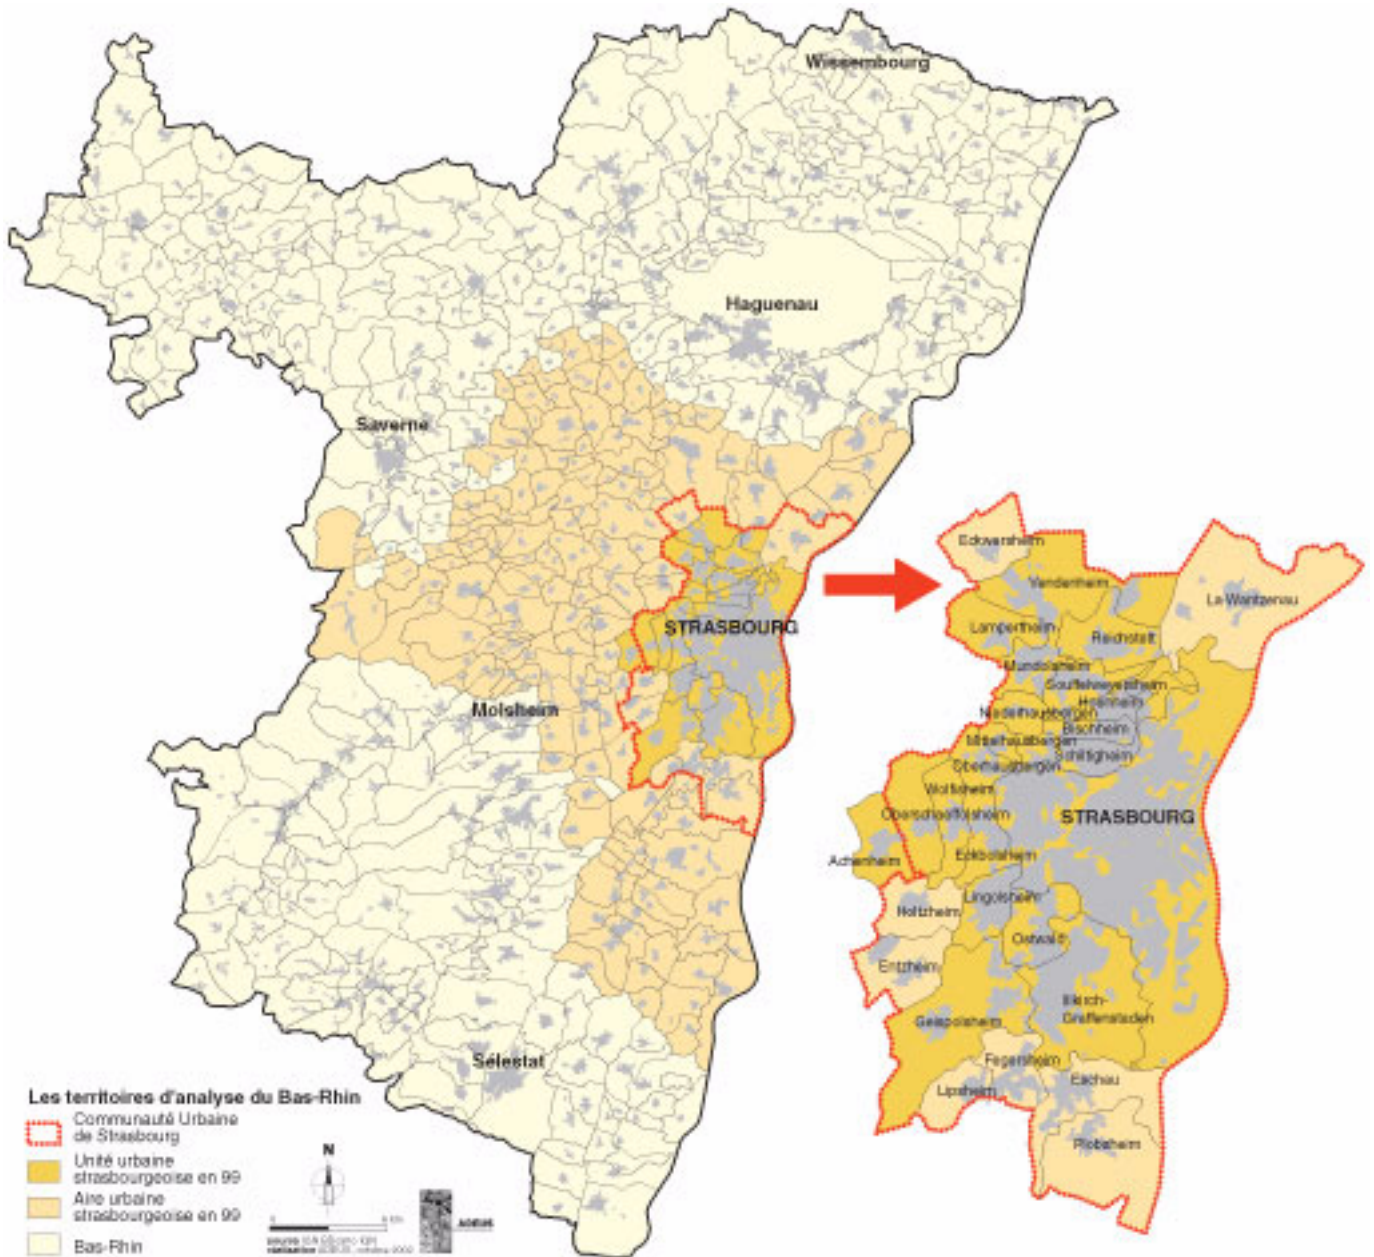 Wissembourg
Haguenau
Saverne
STRASBOURG
Molsheim
Sélestat
Eckwersheim
Vendenheim
La Wantzenau
Lampertheim
Reichstett
Mundolsheim
Souffelweyersheim
Hoenheim
Niederhausbergen
Bischheim
Mittelhausbergen
Schiltigheim
Oberhausbergen
Wolfisheim
Oberschaeffolsheim
STRASBOURG
Achenheim
Eckbolsheim
Lingolsheim
Holtzheim
Ostwald
Entzheim
Illkirch-
Graffenstaden
Geispolsheim
Fegersheim
Eschau
Lipsheim
Plobsheim
Les territoires d'analyse du Bas-Rhin
Communauté Urbaine
de Strasbourg
Unité urbaine
strasbourgeoise en 99
Aire urbaine
strasbourgeoise en 99
Bas-Rhin
N
ADEUS